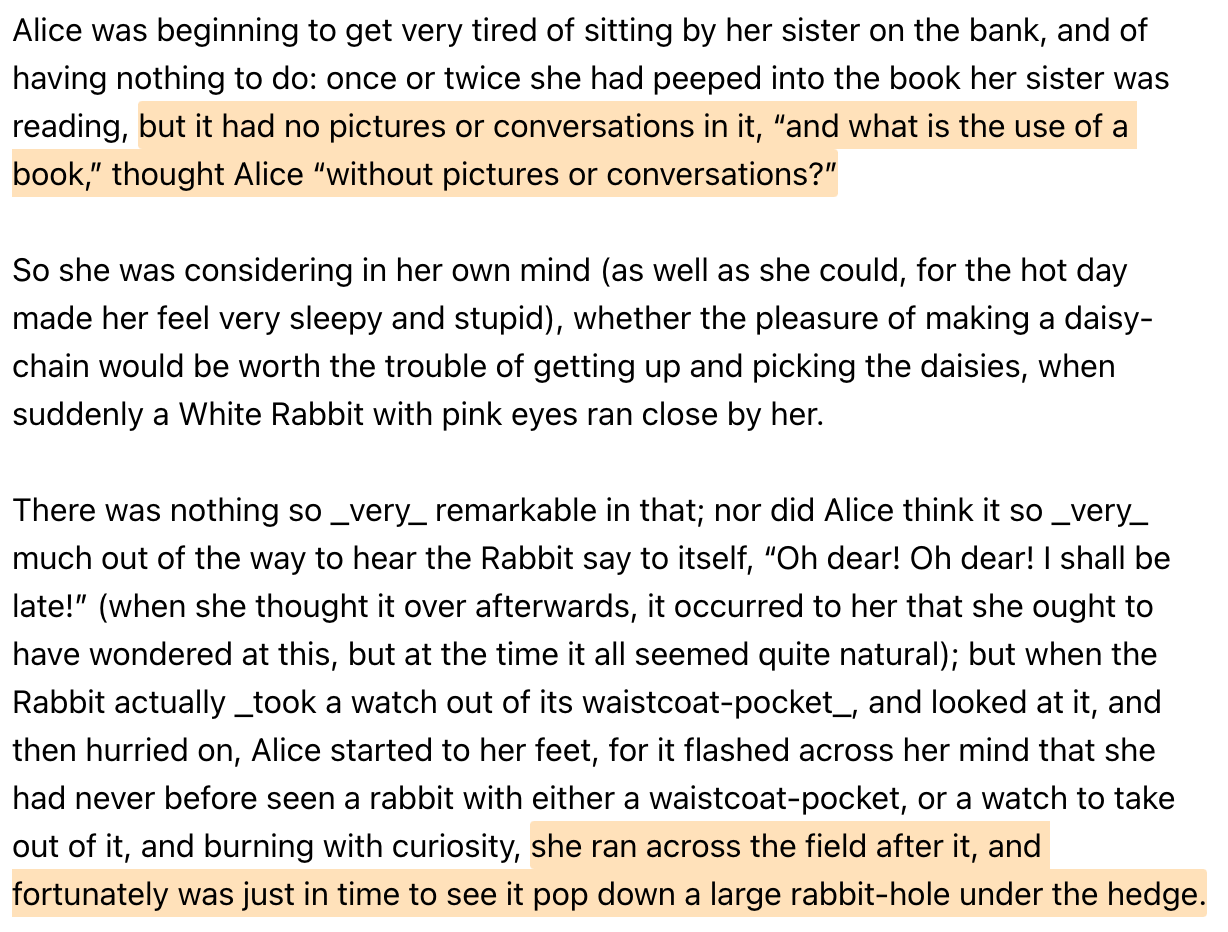 Alice was beginning to get very tired of sitting by her sister on the bank, and of
having nothing to do: once or twice she had peeped into the book her sister was
reading, but it had no pictures or conversations in it, “and what is the use of a
book,” thought Alice “without pictures or conversations?”
So she was considering in her own mind (as well as she could, for the hot day
made her feel very sleepy and stupid), whether the pleasure of making a daisy-
chain would be worth the trouble of getting up and picking the daisies, when
suddenly a White Rabbit with pink eyes ran close by her.
There was nothing so _very_ remarkable in that; nor did Alice think it so _very_
much out of the way to hear the Rabbit say to itself, “Oh dear! Oh dear! I shall be
late!” (when she thought it over afterwards, it occurred to her that she ought to
have wondered at this, but at the time it all seemed quite natural); but when the
Rabbit actually _took a watch out of its waistcoat-pocket_, and looked at it, and
then hurried on, Alice started to her feet, for it flashed across her mind that she
had never before seen a rabbit with either a waistcoat-pocket, or a watch to take
out of it, and burning with curiosity, she ran across the field after it, and
fortunately was just in time to see it pop down a large rabbit-hole under the hedge.